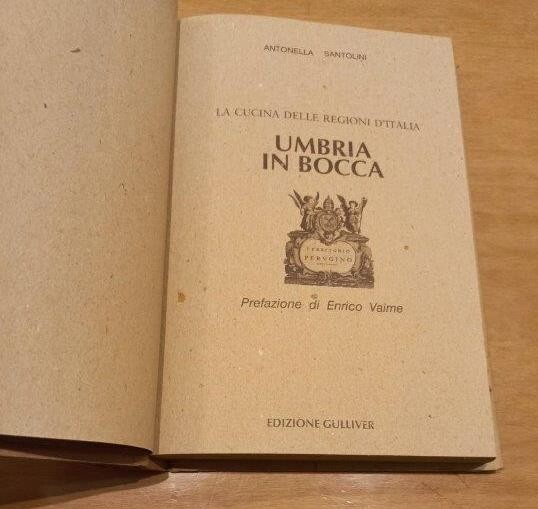 ANTONELLA SANTOLINI
LA CUCINA DELLE REGIONI D'ITALIA
UMBRIA
IN BOCCA
TERRITORIO
PERVGINO
Prefazione di Enrico Vaime
EDIZIONE GULLIVER